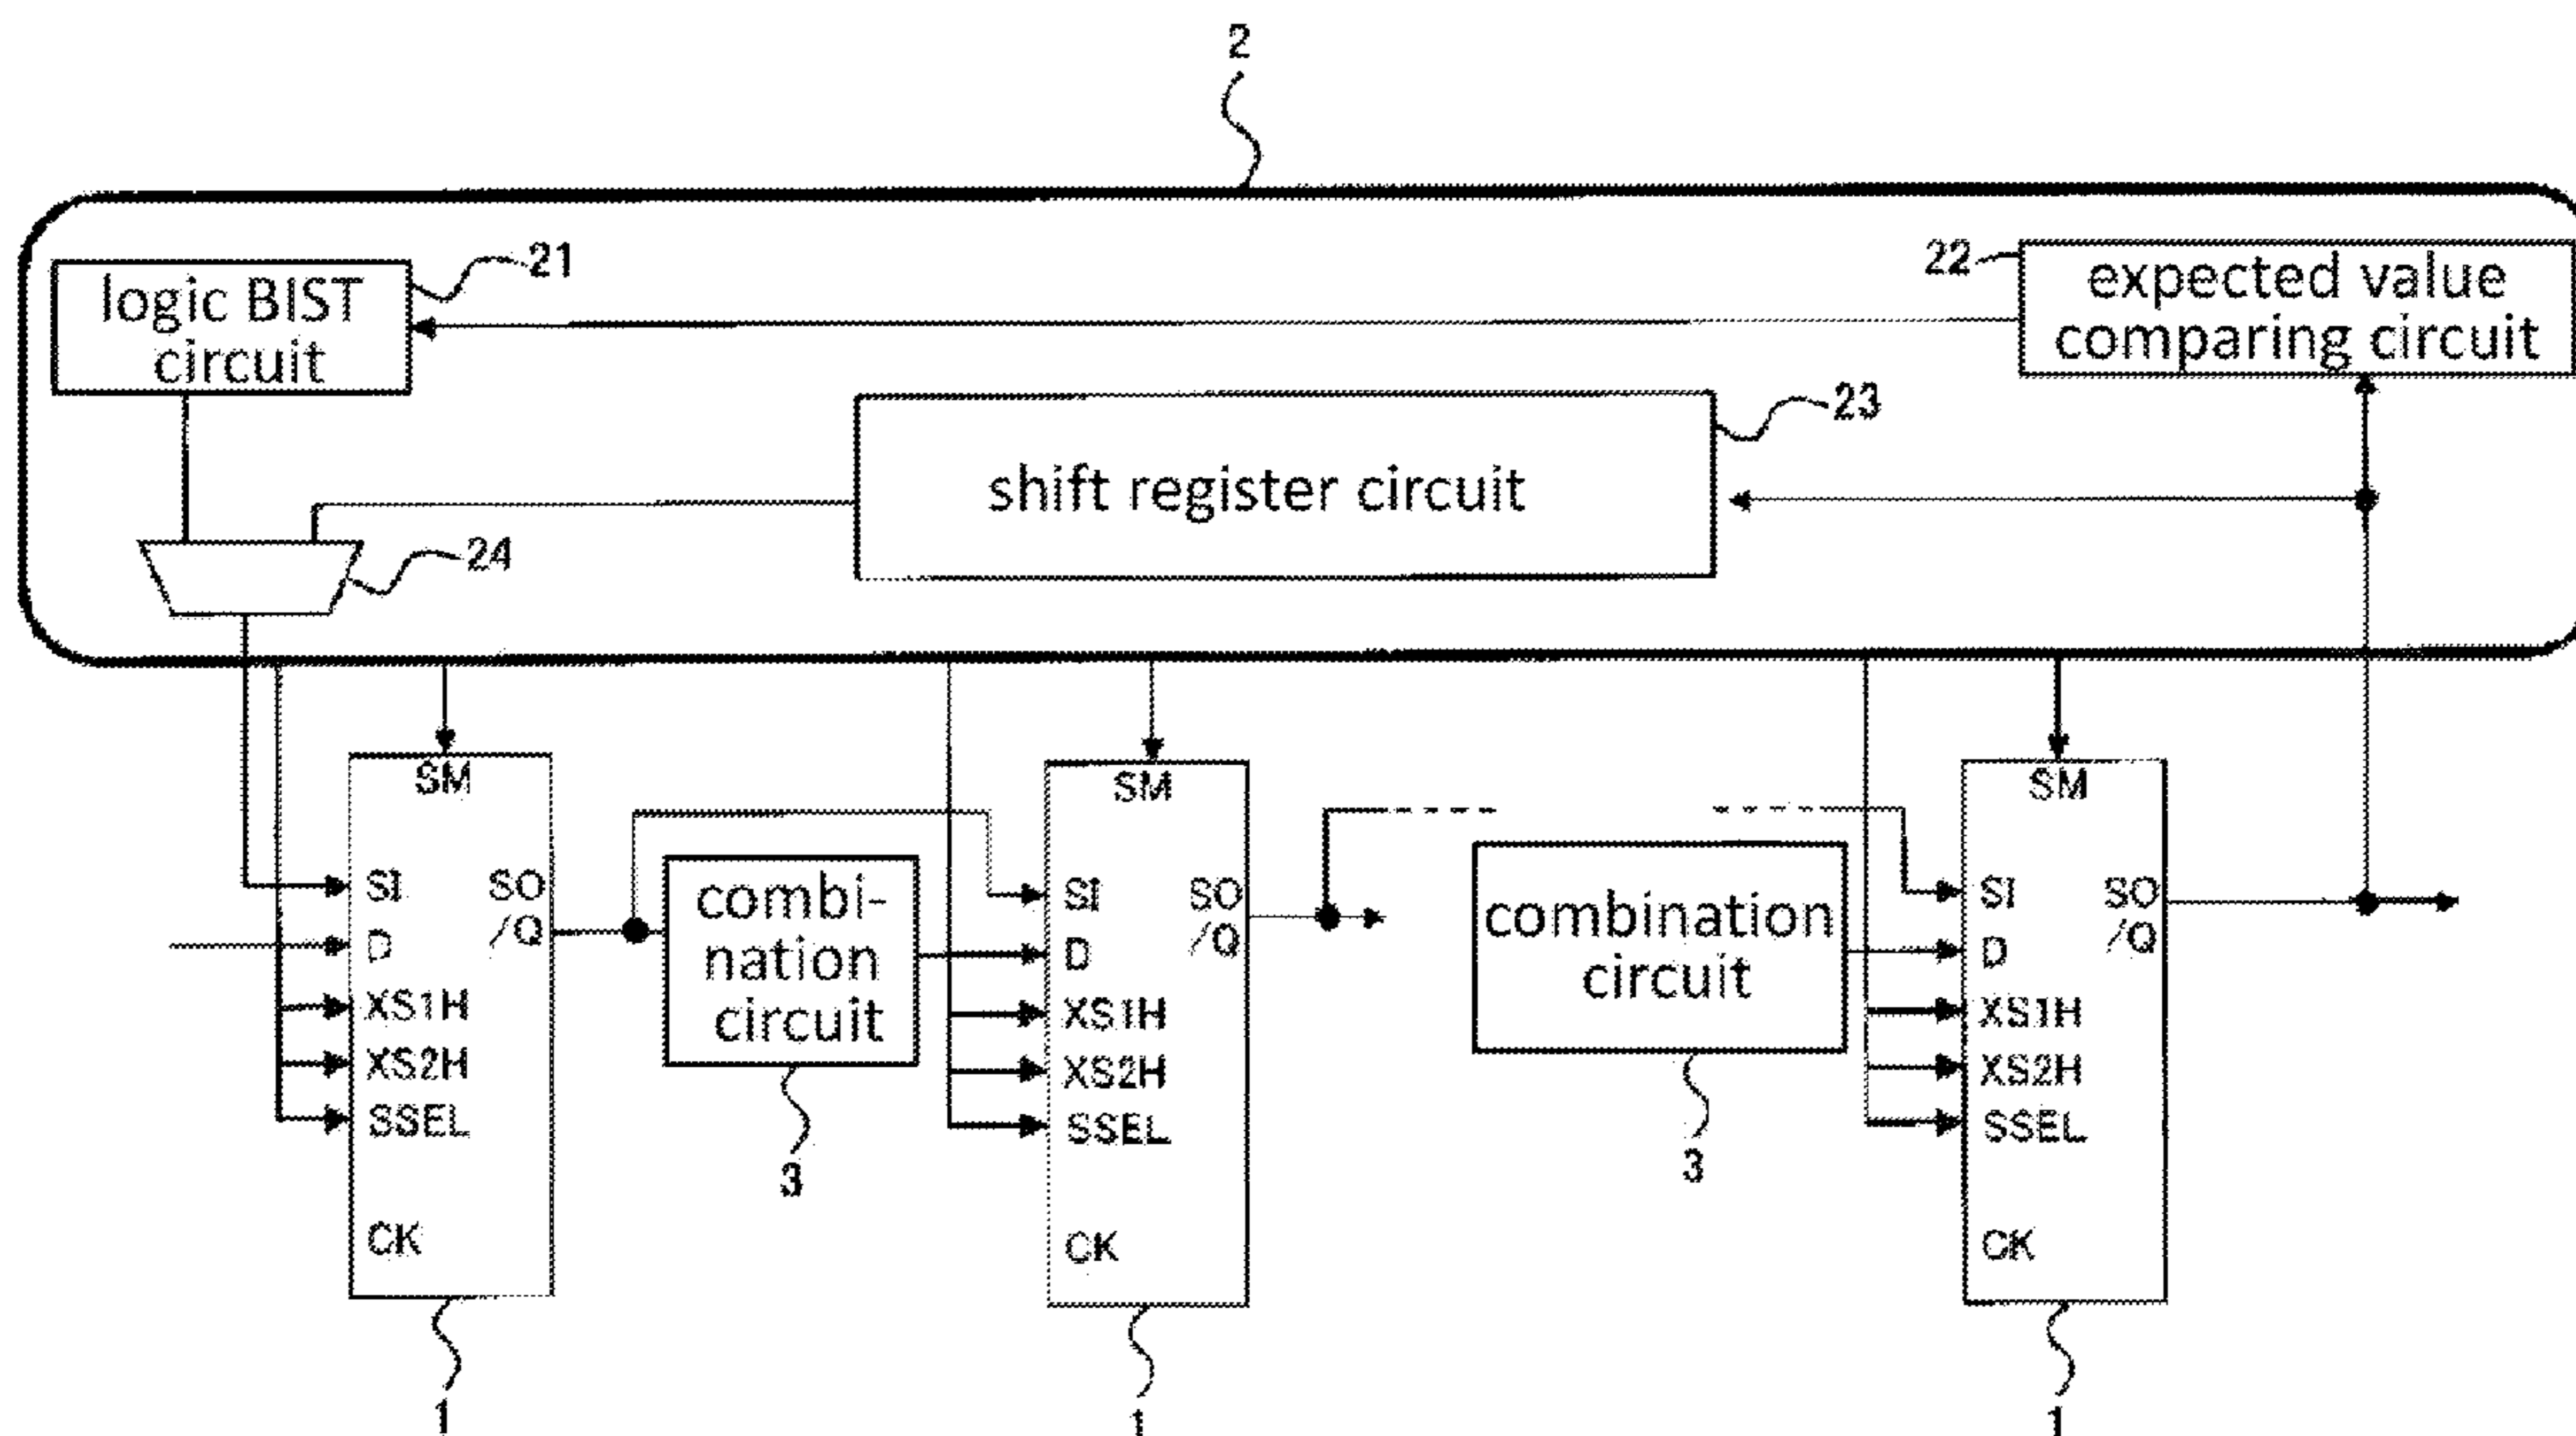 2
logic BIST
circuit
21
22
expected value
comparing circuit
shift register circuit
23
24
SM
SI
SO
/Q
D
XS1H
XS2H
SSEL
CK
1
combi-
nation
circuit
3
SM
SI
SO
/Q
D
XS1H
XS2H
SSEL
CK
1
combination
circuit
3
SM
SI
SO
/Q
D
XS1H
XS2H
SSEL
CK
1